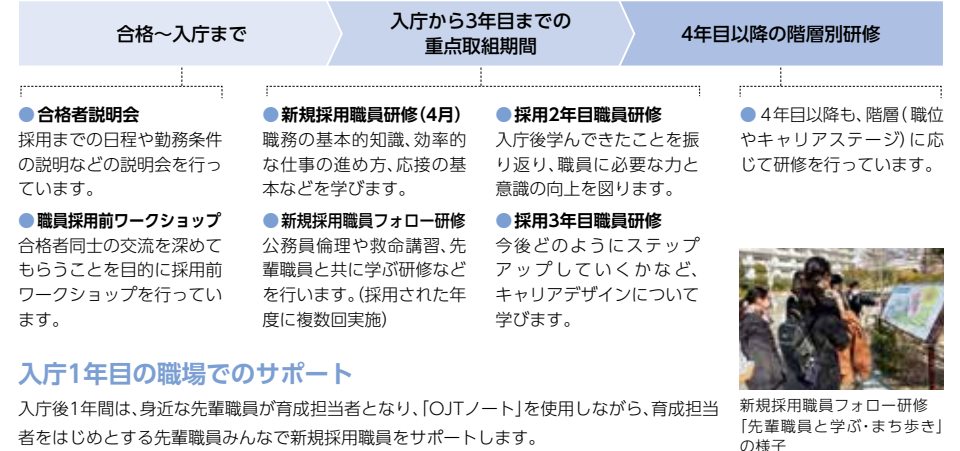 合格～入庁まで
入庁から3年目までの
重点取組期間
4年目以降の階層別研修
●合格者説明会
採用までの日程や勤務条件
の説明などの説明会を行っ
ています。
●職員採用前ワークショップ
合格者同士の交流を深めて
もらうことを目的に採用前
ワークショップを行ってい
ます。
●新規採用職員研修（4月）
職務の基本的知識、効率的
な仕事の進め方、応接の基
本などを学びます。
●新規採用職員フォロー研修
公務員倫理や救命講習、先
輩職員と共に学ぶ研修など
を行います。（採用された年
度に複数回実施）
●採用2年目職員研修
入庁後学んできたことを振
り返り、職員に必要な力と
意識の向上を図ります。
●採用3年目職員研修
今後どのようにステップ
アップしていくかなど、
キャリアデザインについて
学びます。
●4年目以降も、階層（職位
やキャリアステージ）に応
じて研修を行っています。
新規採用職員フォロー研修
「先輩職員と学ぶ・まち歩き」
の様子
入庁1年目の職場でのサポート
入庁後1年間は、身近な先輩職員が育成担当者となり、「OJTノート」を使用しながら、育成担当
者をはじめとする先輩職員みんなで新規採用職員をサポートします。